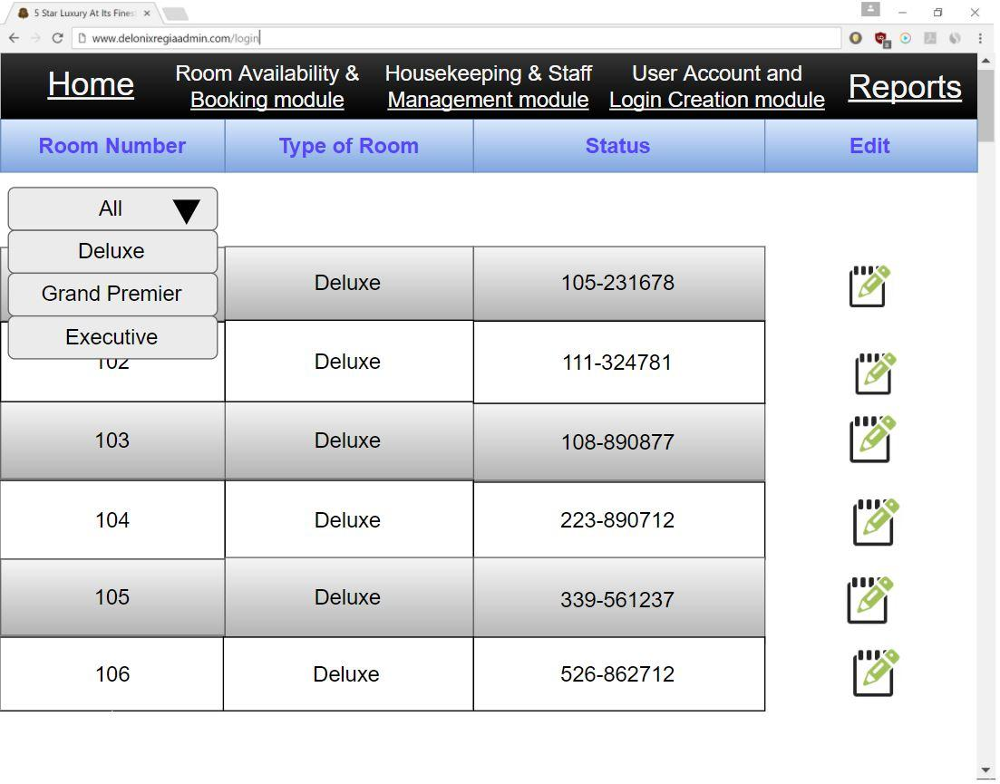 5 Star Luxury At Its Fines
www.delonixregiaadmin.com/login
Home
Room Availability &
Booking module
Housekeeping & Staff
Management module
User Account and
Login Creation module
Reports
Room Number Type of Room Status Edit
All
Deluxe
Grand Premier
Executive
Deluxe 105-231678
102 Deluxe 111-324781
103 Deluxe 108-890877
104 Deluxe 223-890712
105 Deluxe 339-561237
106 Deluxe 526-862712